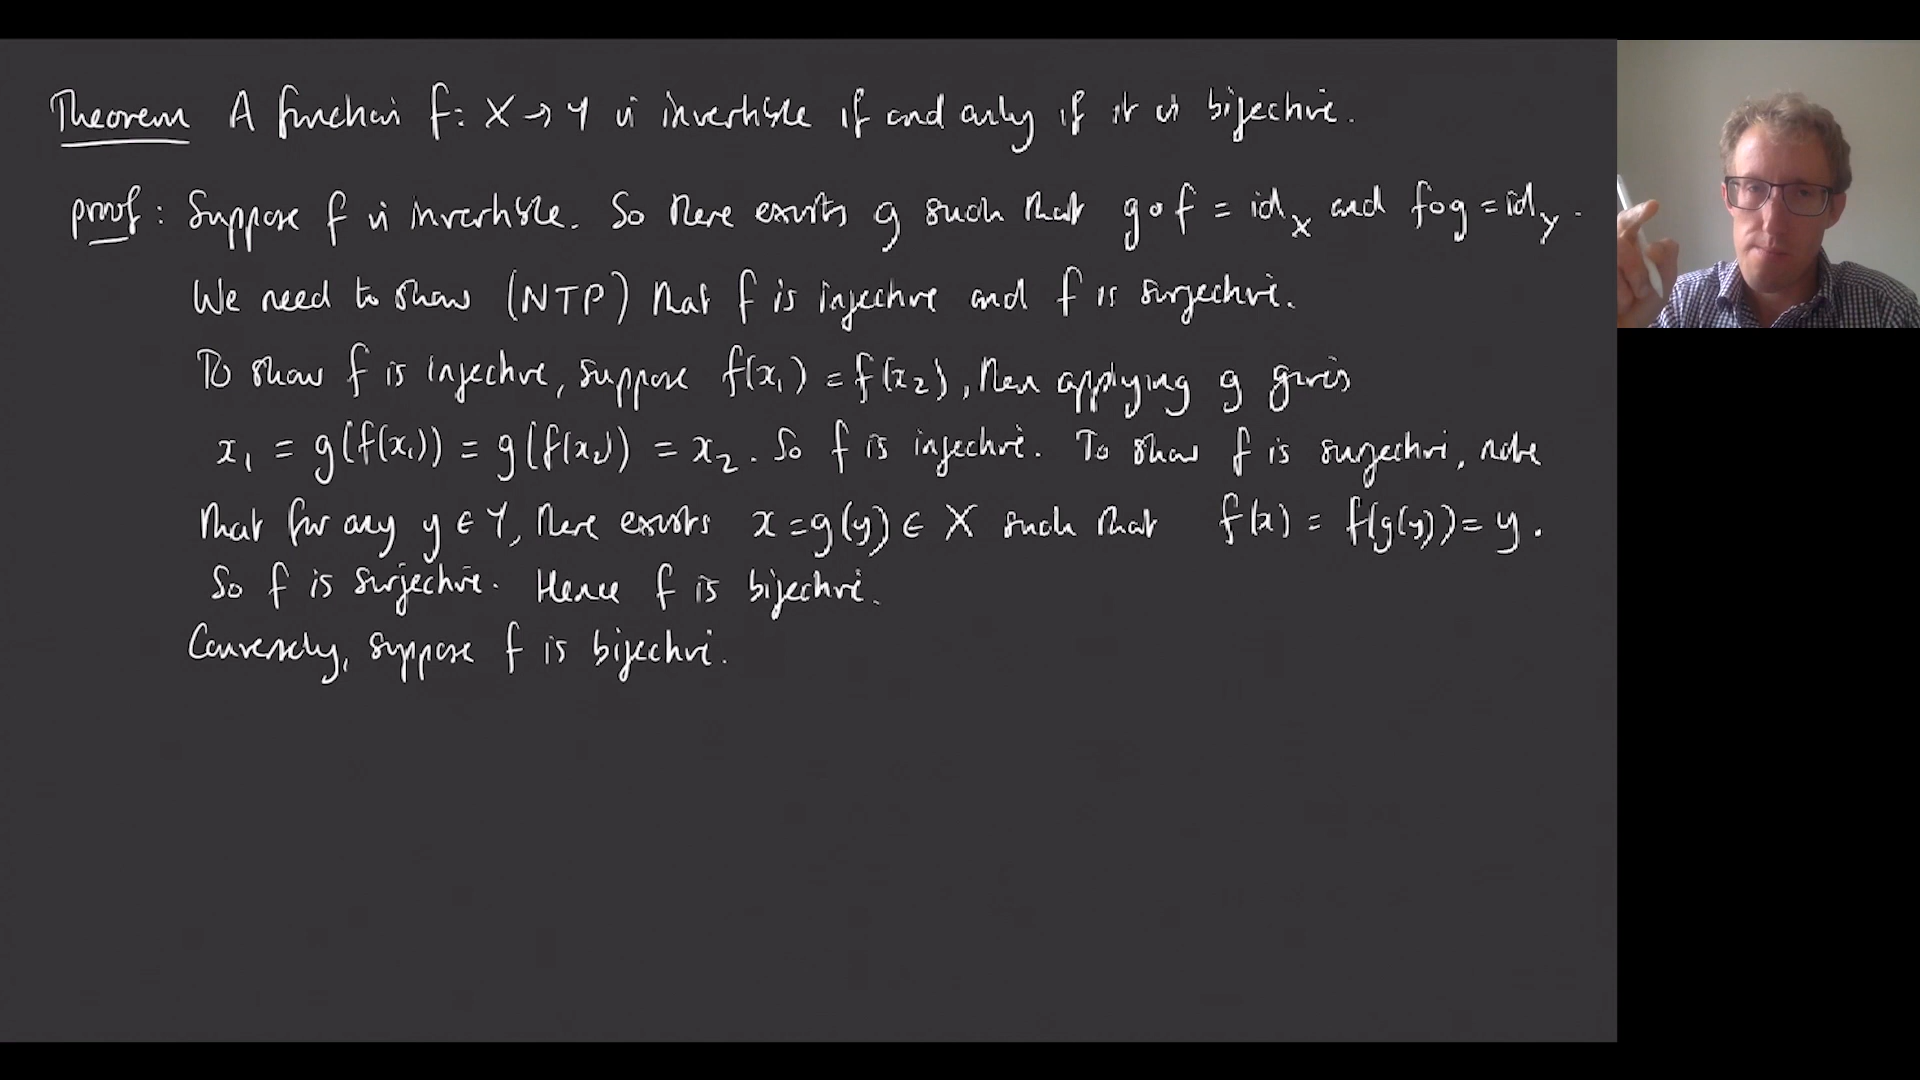 Theorem A function f: X → Y is invertible if and only if it is bijective.
proof: Suppose f is invertible. So there exists g such that g∘f = id_X and f∘g = id_Y.
We need to show (NTP) that f is injective and f is surjective.
To show f is injective, suppose f(x₁) = f(x₂), then applying g gives
x₁ = g(f(x₁)) = g(f(x₂)) = x₂. So f is injective. To show f is surjective, note
that for any y ∈ Y, there exists x = g(y) ∈ X such that f(x) = f(g(y)) = y.
So f is surjective. Hence f is bijective.
Conversely, suppose f is bijective.